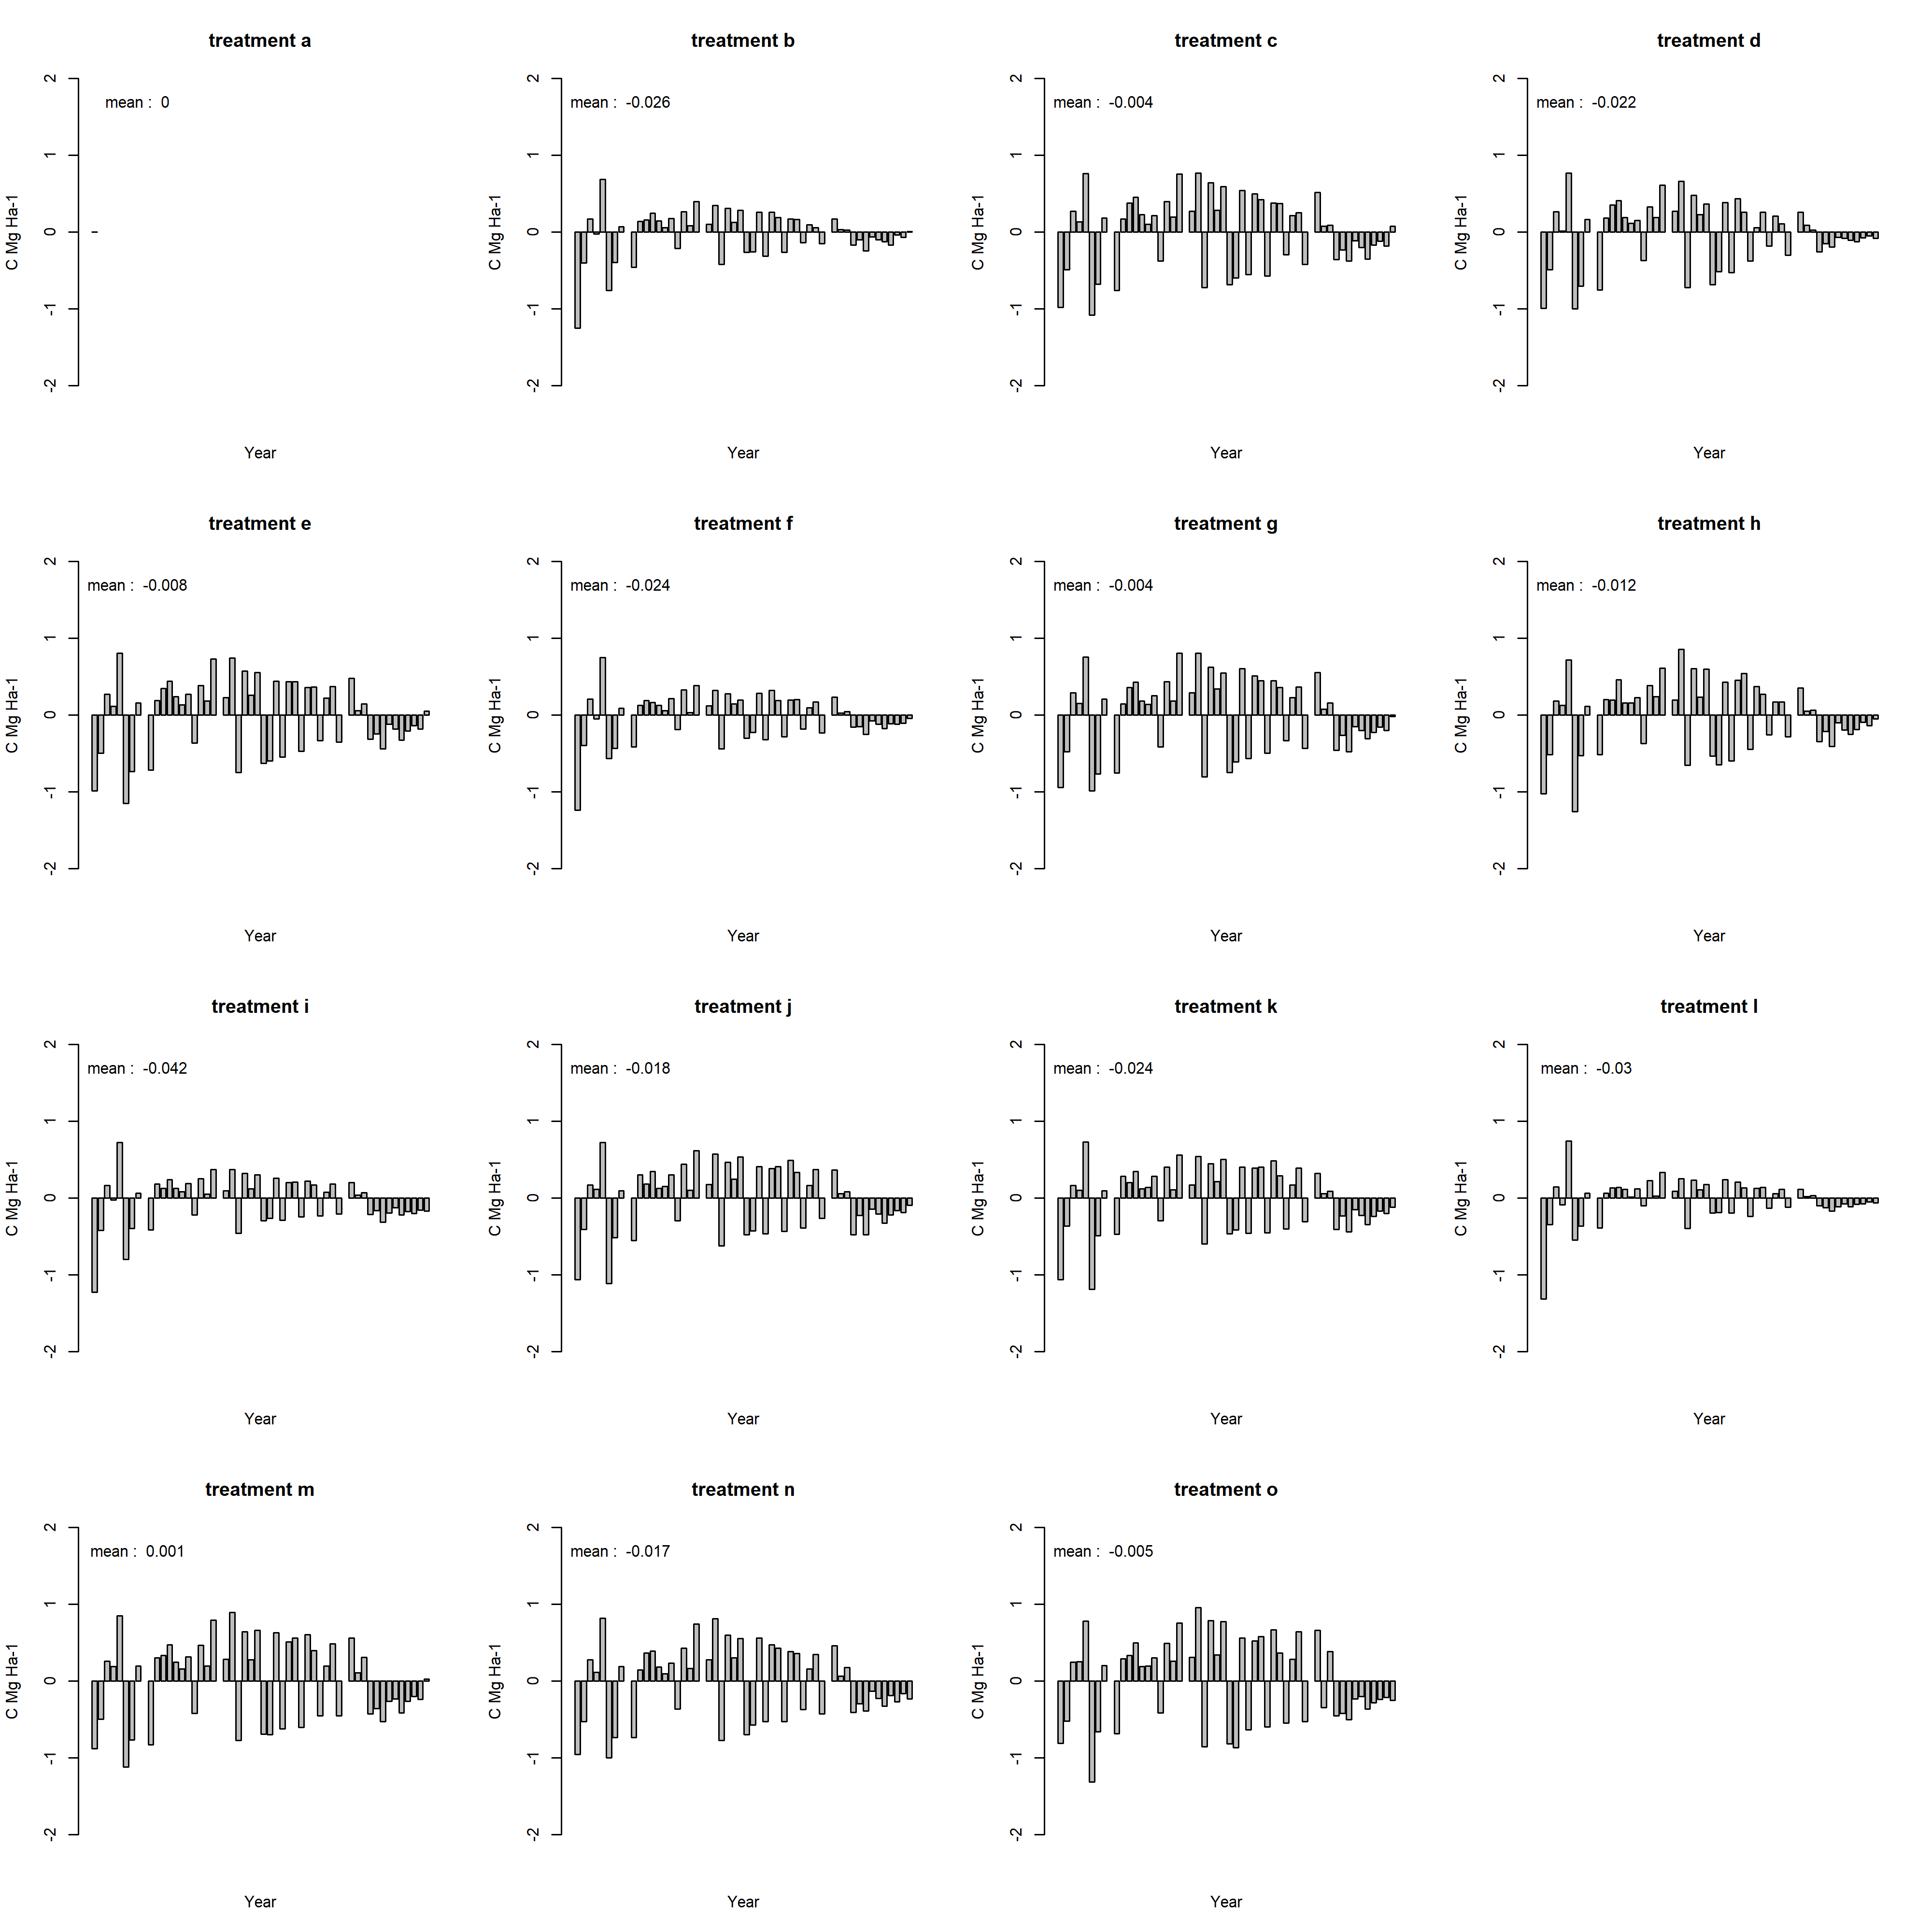 treatment a
mean :  0
2
1
0
-1
-2
C Mg Ha-1
Year
treatment b
mean :  -0.026
2
1
0
-1
-2
C Mg Ha-1
Year
treatment c
mean :  -0.004
2
1
0
-1
-2
C Mg Ha-1
Year
treatment d
mean :  -0.022
2
1
0
-1
-2
C Mg Ha-1
Year
treatment e
mean :  -0.008
2
1
0
-1
-2
C Mg Ha-1
Year
treatment f
mean :  -0.024
2
1
0
-1
-2
C Mg Ha-1
Year
treatment g
mean :  -0.004
2
1
0
-1
-2
C Mg Ha-1
Year
treatment h
mean :  -0.012
2
1
0
-1
-2
C Mg Ha-1
Year
treatment i
mean :  -0.042
2
1
0
-1
-2
C Mg Ha-1
Year
treatment j
mean :  -0.018
2
1
0
-1
-2
C Mg Ha-1
Year
treatment k
mean :  -0.024
2
1
0
-1
-2
C Mg Ha-1
Year
treatment l
mean :  -0.03
2
1
0
-1
-2
C Mg Ha-1
Year
treatment m
mean :  0.001
2
1
0
-1
-2
C Mg Ha-1
Year
treatment n
mean :  -0.017
2
1
0
-1
-2
C Mg Ha-1
Year
treatment o
mean :  -0.005
2
1
0
-1
-2
C Mg Ha-1
Year